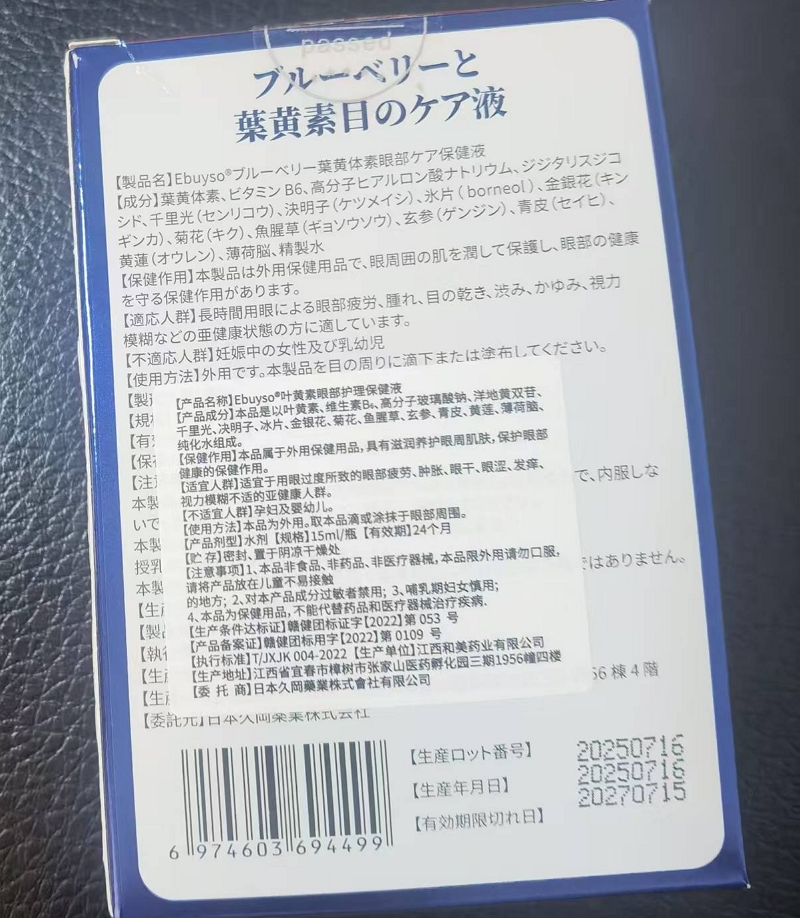 passed
ブルーベリーと
葉黄素目のケア液
【製品名】Ebuyso®ブルーベリー葉黄体素眼部ケア保健液
【成分】葉黄体素、ビタミン B6、高分子ヒアルロン酸ナトリウム、ジジタリスジコ
シド、千里光(センリコウ)、決明子(ケツメイシ)、氷片(borneol)、金銀花(キン
ギンカ)、菊花(キク)、魚腥草(ギョソウソウ)、玄参(ゲンジン)、青皮(セイヒ)、
黄蓮(オウレン)、薄荷脳、精製水
【保健作用】本製品は外用保健用品で、眼周囲の肌を潤して保護し、眼部の健康
を守る保健作用があります。
【適応人群】長時間用眼による眼部疲労、腫れ、目の乾き、渋み、かゆみ、視力
模糊などの亜健康状態の方に適しています。
【不適応人群】妊娠中の女性及び乳幼児
【使用方法】外用です。本製品を目の周りに滴下または塗布してください。
【製
【規
【有
【保
【注
本製
いで
本製
授乳
本製
【生
【製
【執
【生
【生
で、内服しな
ではありません。
56 棟 4 階
【产品名称】Ebuyso®叶黄素眼部护理保健液
【产品成分】本品是以叶黄素、维生素B₆、高分子玻璃酸钠、洋地黄双苷、
千里光、决明子、冰片、金银花、菊花、鱼腥草、玄参、青皮、黄莲、薄荷脑、
纯化水组成。
【保健作用】本品属于外用保健用品,具有滋润养护眼周肌肤,保护眼部
健康的保健作用。
【适宜人群】适宜于用眼过度所致的眼部疲劳、肿胀、眼干、眼涩、发痒、
视力模糊不适的亚健康人群。
【不适宜人群】孕妇及婴幼儿。
【使用方法】本品为外用。取本品滴或涂抹于眼部周围。
【产品剂型】水剂 【规格】15ml/瓶 【有效期】24个月
【贮 存】密封、置于阴凉干燥处
【注意事项】1、本品非食品、非药品、非医疗器械,本品限外用请勿口服,
请将产品放在儿童不易接触
的地方; 2、对本产品成分过敏者禁用; 3、哺乳期妇女慎用;
4、本品为保健用品,不能代替药品和医疗器械治疗疾病.
【生产条件达标证】赣健团标证字【2022】第 053 号
【产品备案证】赣健团标用字【2022】第 0109 号
【执行标准】T/JXJK 004-2022 【生产单位】江西和美药业有限公司
【生产地址】江西省宜春市樟树市张家山医药孵化园三期1956幢四楼
【委 托 商】日本久岡藥業株式會社有限公司
【委託元】日本久岡薬業株式会社
6 974603 694499
【生産ロット番号】 20250716
【生産年月日】 20250716
【有効期限切れ日】 20270715